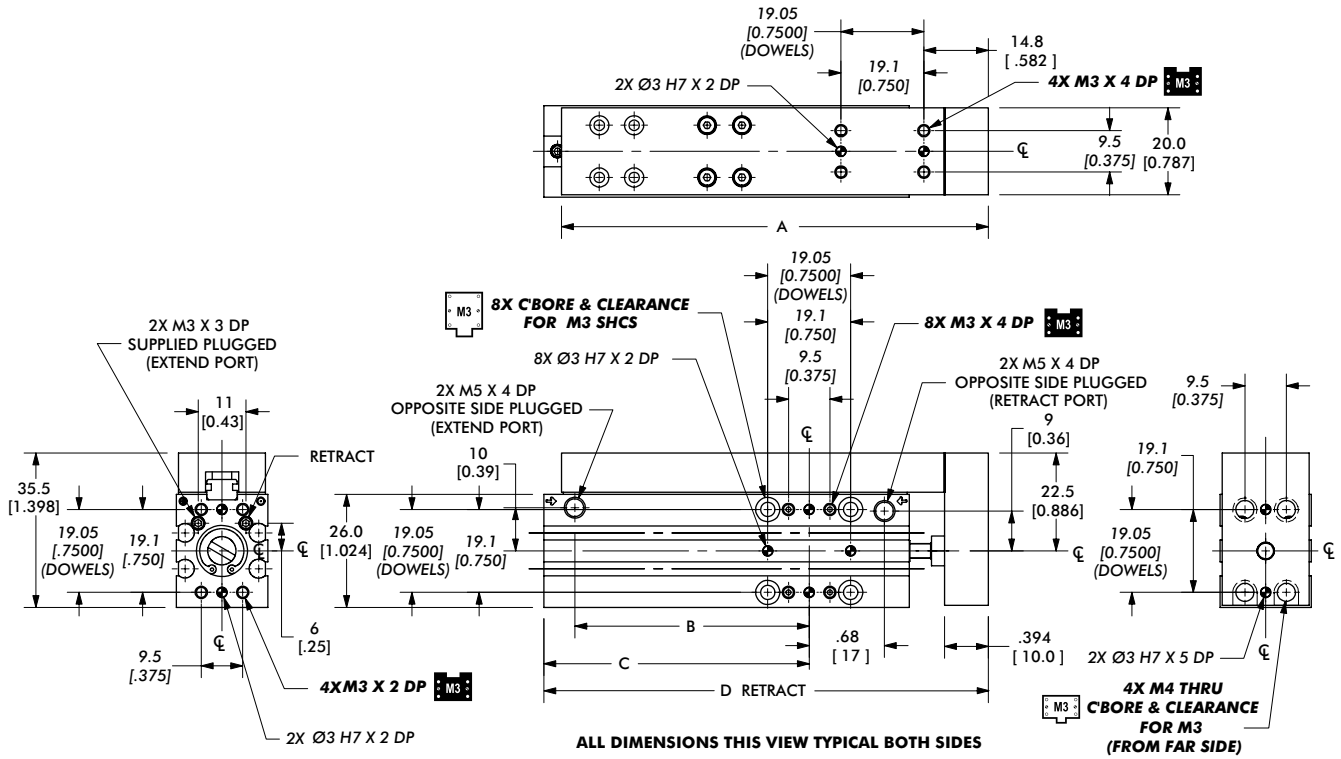 19.05
[0.7500]
(DOWELS)
14.8
[ .582 ]
19.1
[0.750]
2X Ø3 H7 X 2 DP
4X M3 X 4 DP
M3
9.5
[0.375]
20.0
[0.787]
℄
A
19.05
[0.7500]
(DOWELS)
M3
8X C'BORE & CLEARANCE
FOR M3 SHCS
19.1
[0.750]
8X M3 X 4 DP
M3
2X M3 X 3 DP
SUPPLIED PLUGGED
(EXTEND PORT)
8X Ø3 H7 X 2 DP
9.5
[0.375]
2X M5 X 4 DP
OPPOSITE SIDE PLUGGED
(RETRACT PORT)
9.5
[0.375]
2X M5 X 4 DP
OPPOSITE SIDE PLUGGED
(EXTEND PORT)
11
[0.43]
℄
9
[0.36]
RETRACT
10
[0.39]
19.1
[0.750]
35.5
[1.398]
22.5
[0.886]
19.05
[.7500]
(DOWELS)
19.1
[.750]
℄
℄
26.0
[1.024]
19.05
[0.7500]
(DOWELS)
19.1
[0.750]
℄
19.05
[0.7500]
(DOWELS)
℄
6
[.25]
℄
9.5
[.375]
B
.68
[ 17 ]
.394
[ 10.0 ]
℄
2X Ø3 H7 X 5 DP
C
4X M3 X 2 DP
M3
D RETRACT
M3
4X M4 THRU
C'BORE & CLEARANCE
FOR M3
(FROM FAR SIDE)
2X Ø3 H7 X 2 DP
ALL DIMENSIONS THIS VIEW TYPICAL BOTH SIDES